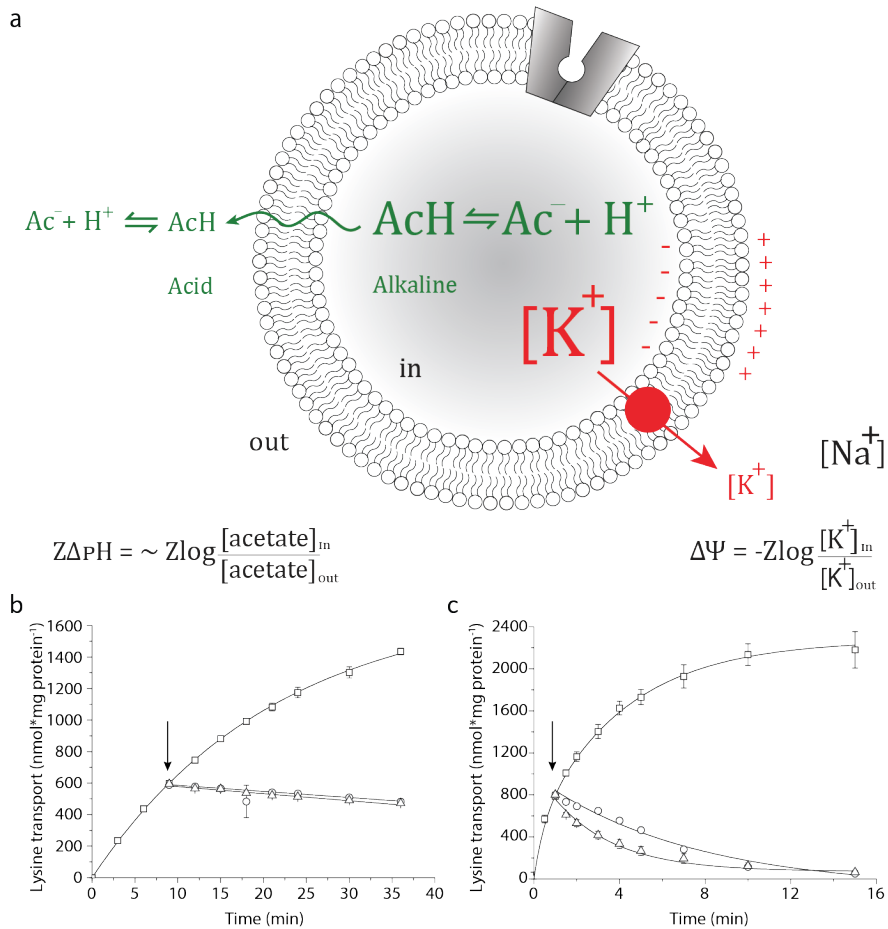 a
Ac⁻ + H⁺ ⇌ AcH
AcH ⇌ Ac⁻ + H⁺
Acid
Alkaline
- - - - -
+ + + + + + +
[K⁺]
in
out
[K⁺]
[Na⁺]
ZΔpH = ~ Zlog [acetate]In / [acetate]out
ΔΨ = -Zlog [K⁺]In / [K⁺]out
b
Lysine transport (nmol*mg protein⁻¹)
1600
1400
1200
1000
800
600
400
200
0
0 5 10 15 20 25 30 35 40
Time (min)
c
Lysine transport (nmol*mg protein⁻¹)
2400
2000
1600
1200
800
400
0
0 4 8 12 16
Time (min)